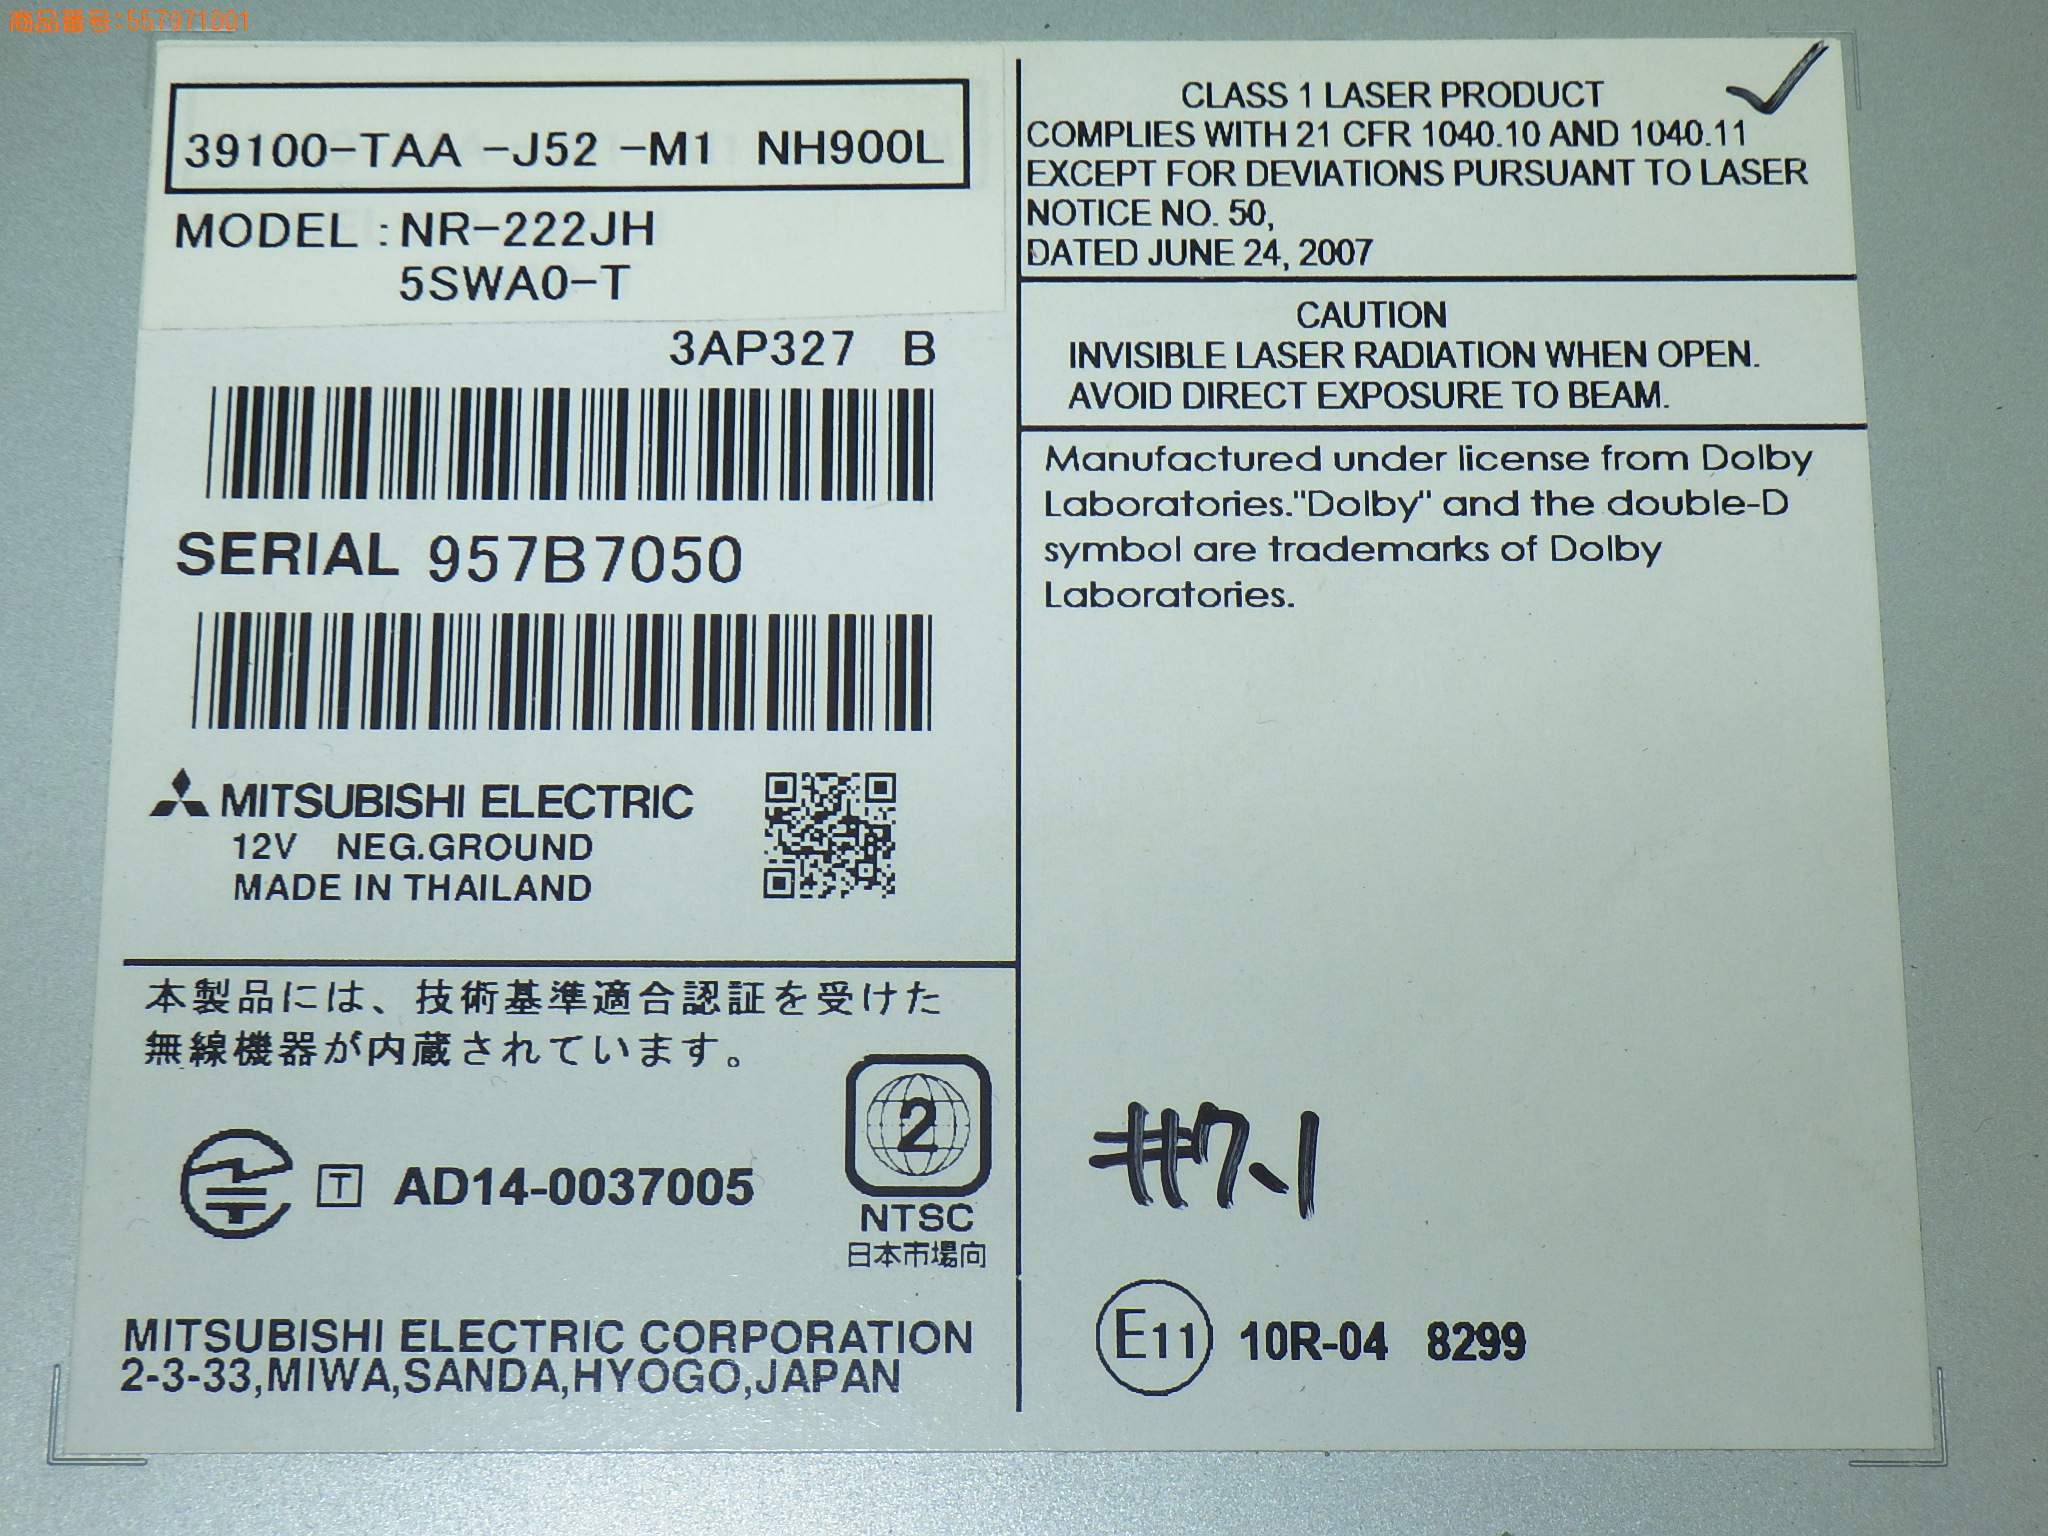 商品番号:557971001
39100-TAA -J52 -M1 NH900L
MODEL : NR-222JH
5SWA0-T
3AP327 B
SERIAL 957B7050
MITSUBISHI ELECTRIC
12V NEG.GROUND
MADE IN THAILAND
本製品には、技術基準適合認証を受けた
無線機器が内蔵されています。
T AD14-0037005
2
NTSC
日本市場向
MITSUBISHI ELECTRIC CORPORATION
2-3-33,MIWA,SANDA,HYOGO,JAPAN
CLASS 1 LASER PRODUCT
COMPLIES WITH 21 CFR 1040.10 AND 1040.11
EXCEPT FOR DEVIATIONS PURSUANT TO LASER
NOTICE NO. 50,
DATED JUNE 24, 2007
CAUTION
INVISIBLE LASER RADIATION WHEN OPEN.
AVOID DIRECT EXPOSURE TO BEAM.
Manufactured under license from Dolby
Laboratories."Dolby" and the double-D
symbol are trademarks of Dolby
Laboratories.
#7-1
E11 10R-04 8299